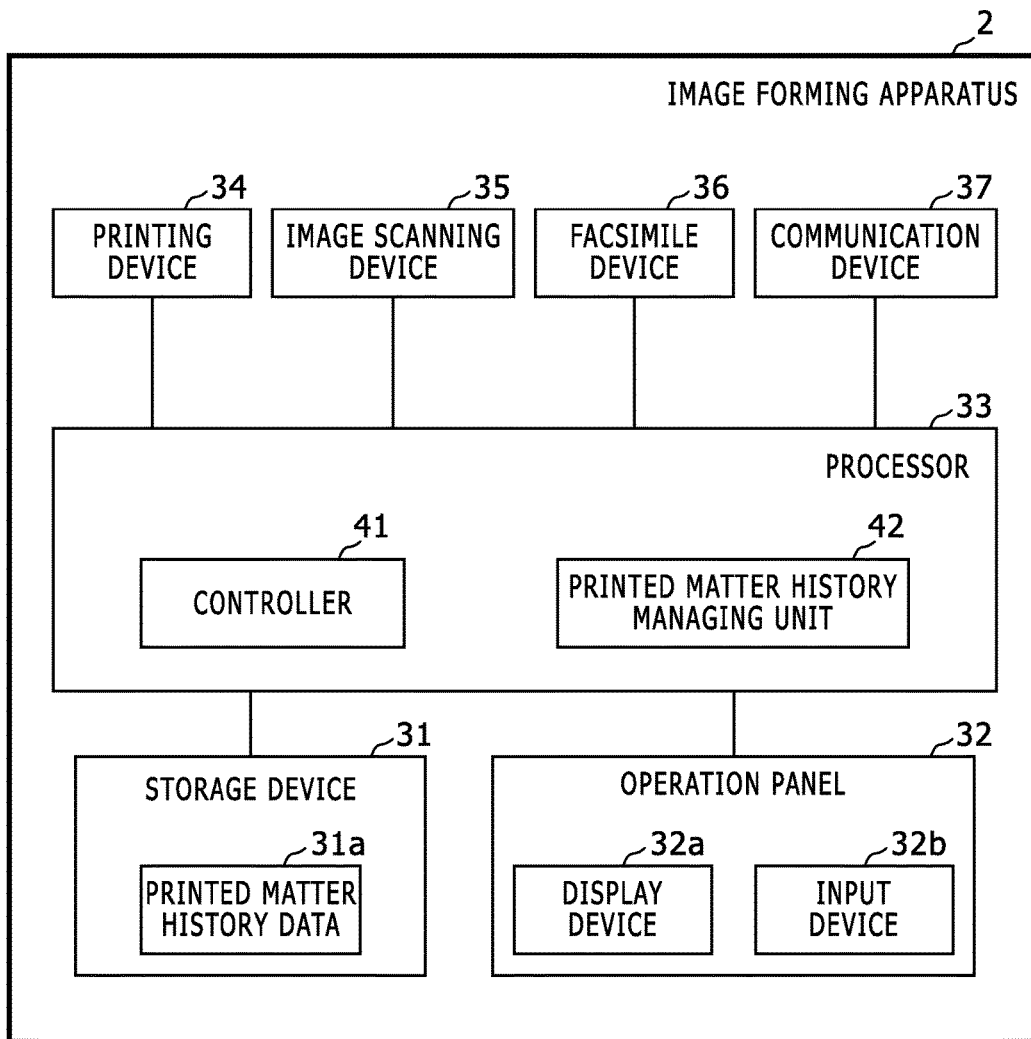 2
IMAGE FORMING APPARATUS
34
35
36
37
PRINTING
DEVICE
IMAGE SCANNING
DEVICE
FACSIMILE
DEVICE
COMMUNICATION
DEVICE
33
PROCESSOR
41
42
CONTROLLER
PRINTED MATTER HISTORY
MANAGING UNIT
31
32
STORAGE DEVICE
OPERATION PANEL
31a
32a
32b
PRINTED MATTER
HISTORY DATA
DISPLAY
DEVICE
INPUT
DEVICE